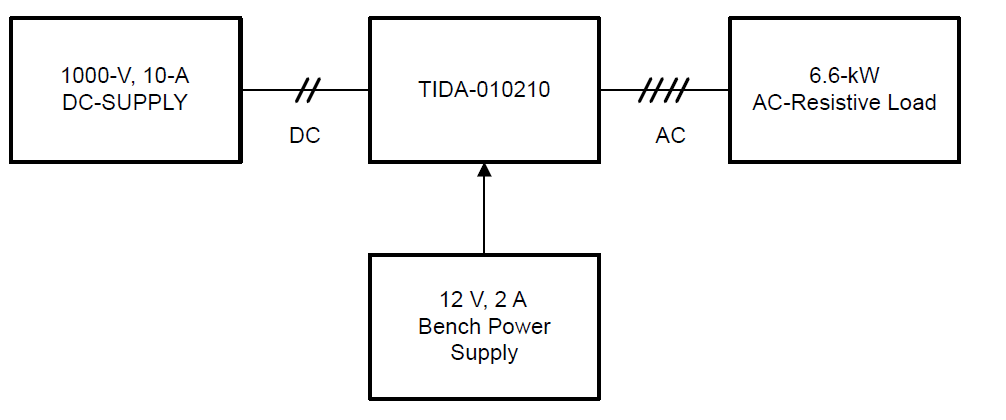 1000-V, 10-A
DC-SUPPLY
DC
TIDA-010210
AC
6.6-kW
AC-Resistive Load
12 V, 2 A
Bench Power
Supply